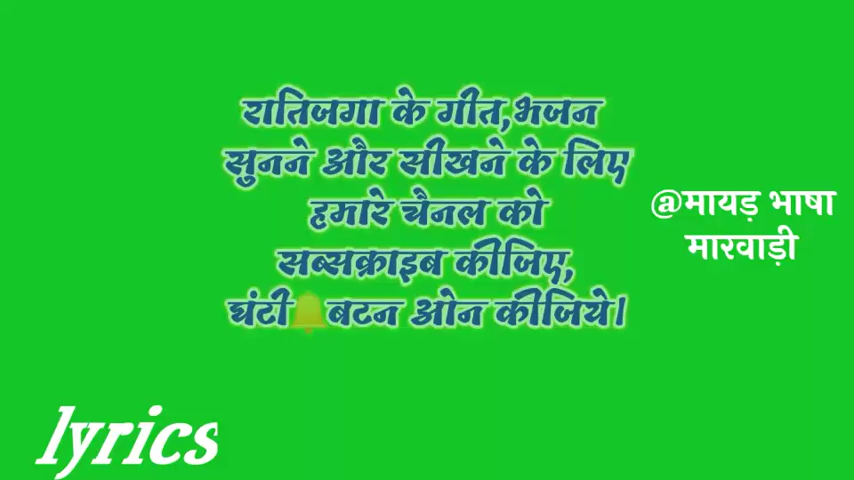 रातिजगा के गीत,भजन
सुनने और सीखने के लिए
हमारे चैनल को
सब्सक्राइब कीजिए,
घंटी🔔बटन ओन कीजिये।
@मायड़ भाषा
मारवाड़ी
lyrics